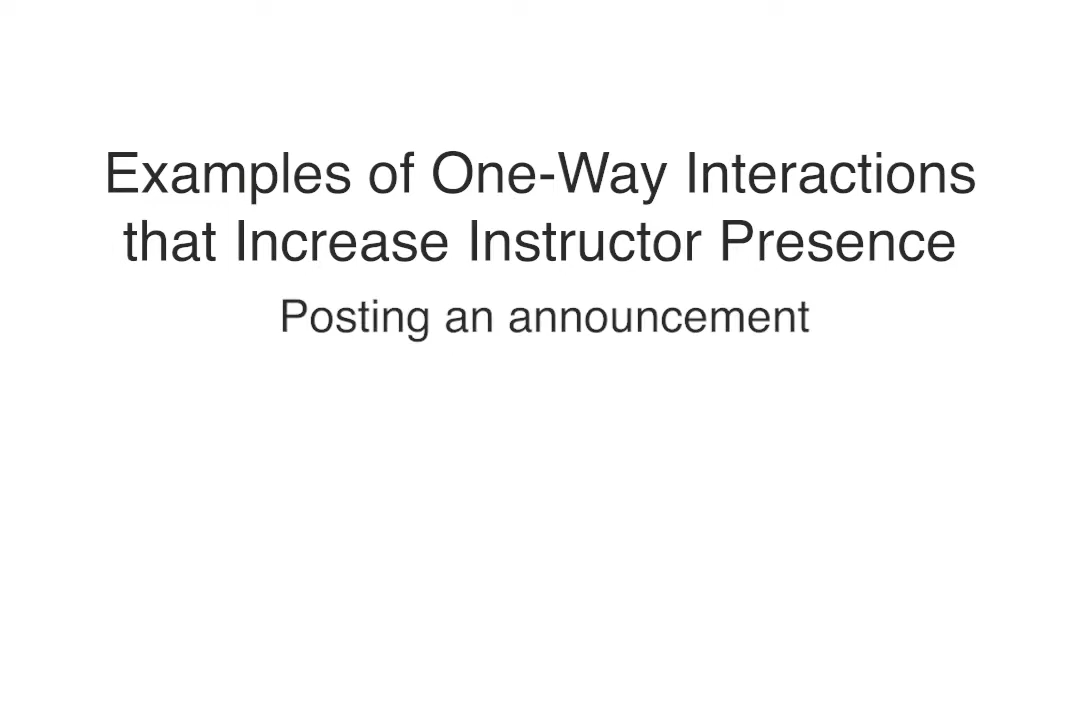 Examples of One-Way Interactions
that Increase Instructor Presence
Posting an announcement